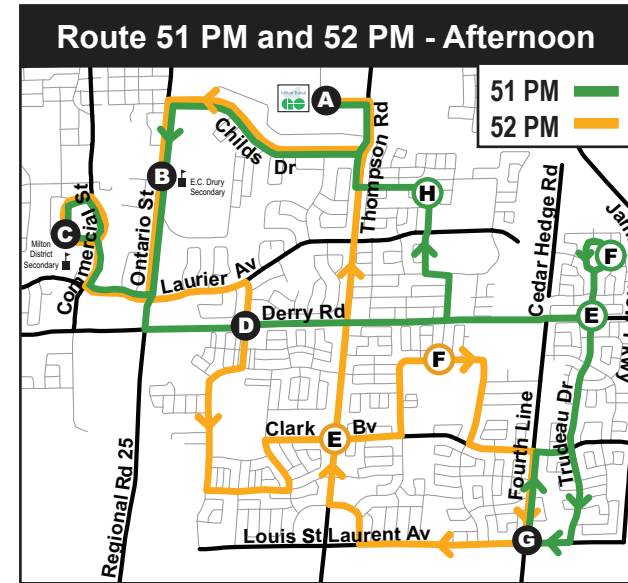 Route 51 PM and 52 PM - Afternoon
51 PM
52 PM
A
Childs
Dr
Thompson Rd
B
E.C. Drury
Secondary
H
Commercial St
C
Milton
District
Secondary
Ontario St
Laurier Av
Cedar Hedge Rd
F
D
Derry Rd
E
F
Clark
E
Bv
Fourth Line
Trudeau Dr
Regional Rd 25
Louis St Laurent Av
G